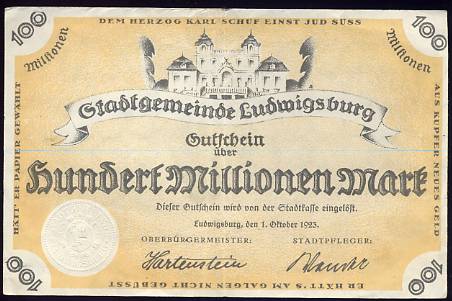 DEM HERZOG KARL SCHUF EINST JUD SÜSS
100
Millionen
100
Millionen
Stadtgemeinde Ludwigsburg
Gutschein
über
Hundert Millionen Mark
Dieser Gutschein wird von der Stadtkasse eingelöst.
Ludwigsburg, den 1. Oktober 1923.
OBERBÜRGERMEISTER: STADTPFLEGER:
Hartenstein
AUS KUPFER NEUES GELD
HÄTT' ER PAPIER GEWÄHLT
ER HÄTT'S AM GALGEN NICHT GEBÜSST
100
100